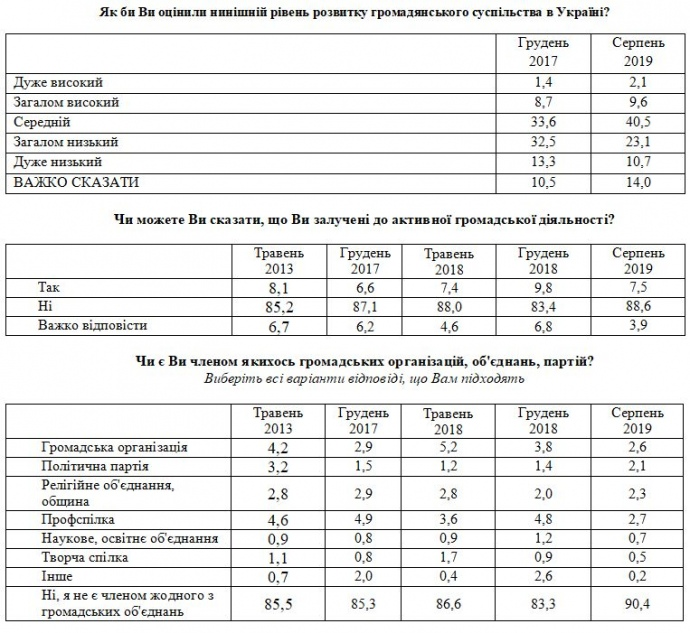 Як би Ви оцінили нинішній рівень розвитку громадянського суспільства в Україні?
Грудень 2017 Серпень 2019
Дуже високий 1,4 2,1
Загалом високий 8,7 9,6
Середній 33,6 40,5
Загалом низький 32,5 23,1
Дуже низький 13,3 10,7
ВАЖКО СКАЗАТИ 10,5 14,0
Чи можете Ви сказати, що Ви залучені до активної громадської діяльності?
Травень 2013 Грудень 2017 Травень 2018 Грудень 2018 Серпень 2019
Так 8,1 6,6 7,4 9,8 7,5
Ні 85,2 87,1 88,0 83,4 88,6
Важко відповісти 6,7 6,2 4,6 6,8 3,9
Чи є Ви членом якихось громадських організацій, об'єднань, партій?
Виберіть всі варіанти відповіді, що Вам підходять
Травень 2013 Грудень 2017 Травень 2018 Грудень 2018 Серпень 2019
Громадська організація 4,2 2,9 5,2 3,8 2,6
Політична партія 3,2 1,5 1,2 1,4 2,1
Релігійне об'єднання,
община 2,8 2,9 2,8 2,0 2,3
Профспілка 4,6 4,9 3,6 4,8 2,7
Наукове, освітнє об'єднання 0,9 0,8 0,9 1,2 0,7
Творча спілка 1,1 0,8 1,7 0,9 0,5
Інше 0,7 2,0 0,4 2,6 0,2
Ні, я не є членом жодного з
громадських об'єднань 85,5 85,3 86,6 83,3 90,4